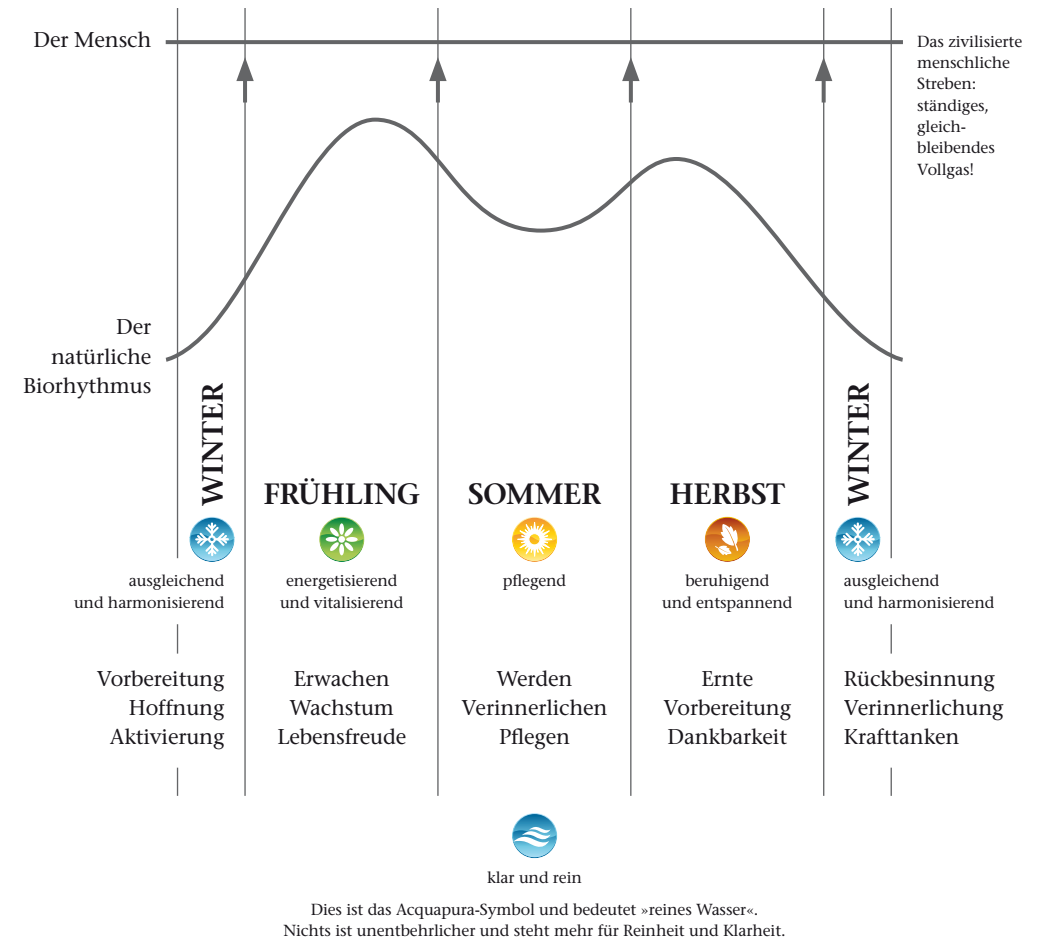 Der Mensch
Das zivilisierte
menschliche
Streben:
ständiges,
gleich-
bleibendes
Vollgas!
Der
natürliche
Biorhythmus
WINTER
FRÜHLING
SOMMER
HERBST
WINTER
ausgleichend
und harmonisierend
energetisierend
und vitalisierend
pflegend
beruhigend
und entspannend
ausgleichend
und harmonisierend
Vorbereitung
Hoffnung
Aktivierung
Erwachen
Wachstum
Lebensfreude
Werden
Verinnerlichen
Pflegen
Ernte
Vorbereitung
Dankbarkeit
Rückbesinnung
Verinnerlichung
Krafttanken
klar und rein
Dies ist das Acquapura-Symbol und bedeutet »reines Wasser«.
Nichts ist unentbehrlicher und steht mehr für Reinheit und Klarheit.